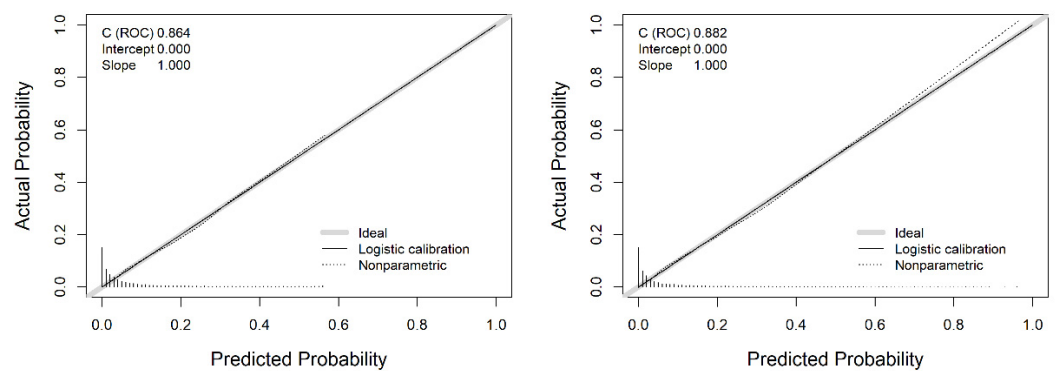 C (ROC) 0.864
Intercept 0.000
Slope 1.000
Actual Probability
1.0
0.8
0.6
0.4
0.2
0.0
Ideal
Logistic calibration
Nonparametric
0.0 0.2 0.4 0.6 0.8 1.0
Predicted Probability
C (ROC) 0.882
Intercept 0.000
Slope 1.000
Actual Probability
1.0
0.8
0.6
0.4
0.2
0.0
Ideal
Logistic calibration
Nonparametric
0.0 0.2 0.4 0.6 0.8 1.0
Predicted Probability